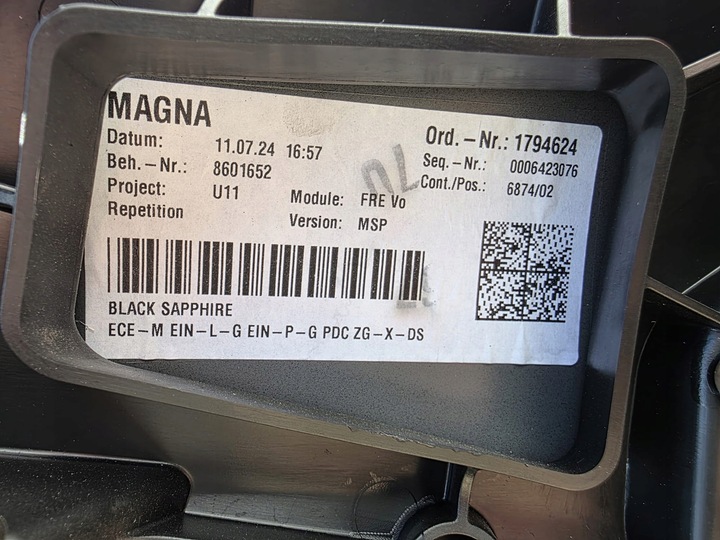 MAGNA
Datum: 11.07.24 16:57
Beh.-Nr.: 8601652
Project: U11
Repetition
Module: FRE Vo
Version: MSP
Ord.-Nr.: 1794624
Seq.-Nr.: 0006423076
Cont./Pos.: 6874/02
BLACK SAPPHIRE
ECE-M EIN-L-G EIN-P-G PDC ZG-X-DS